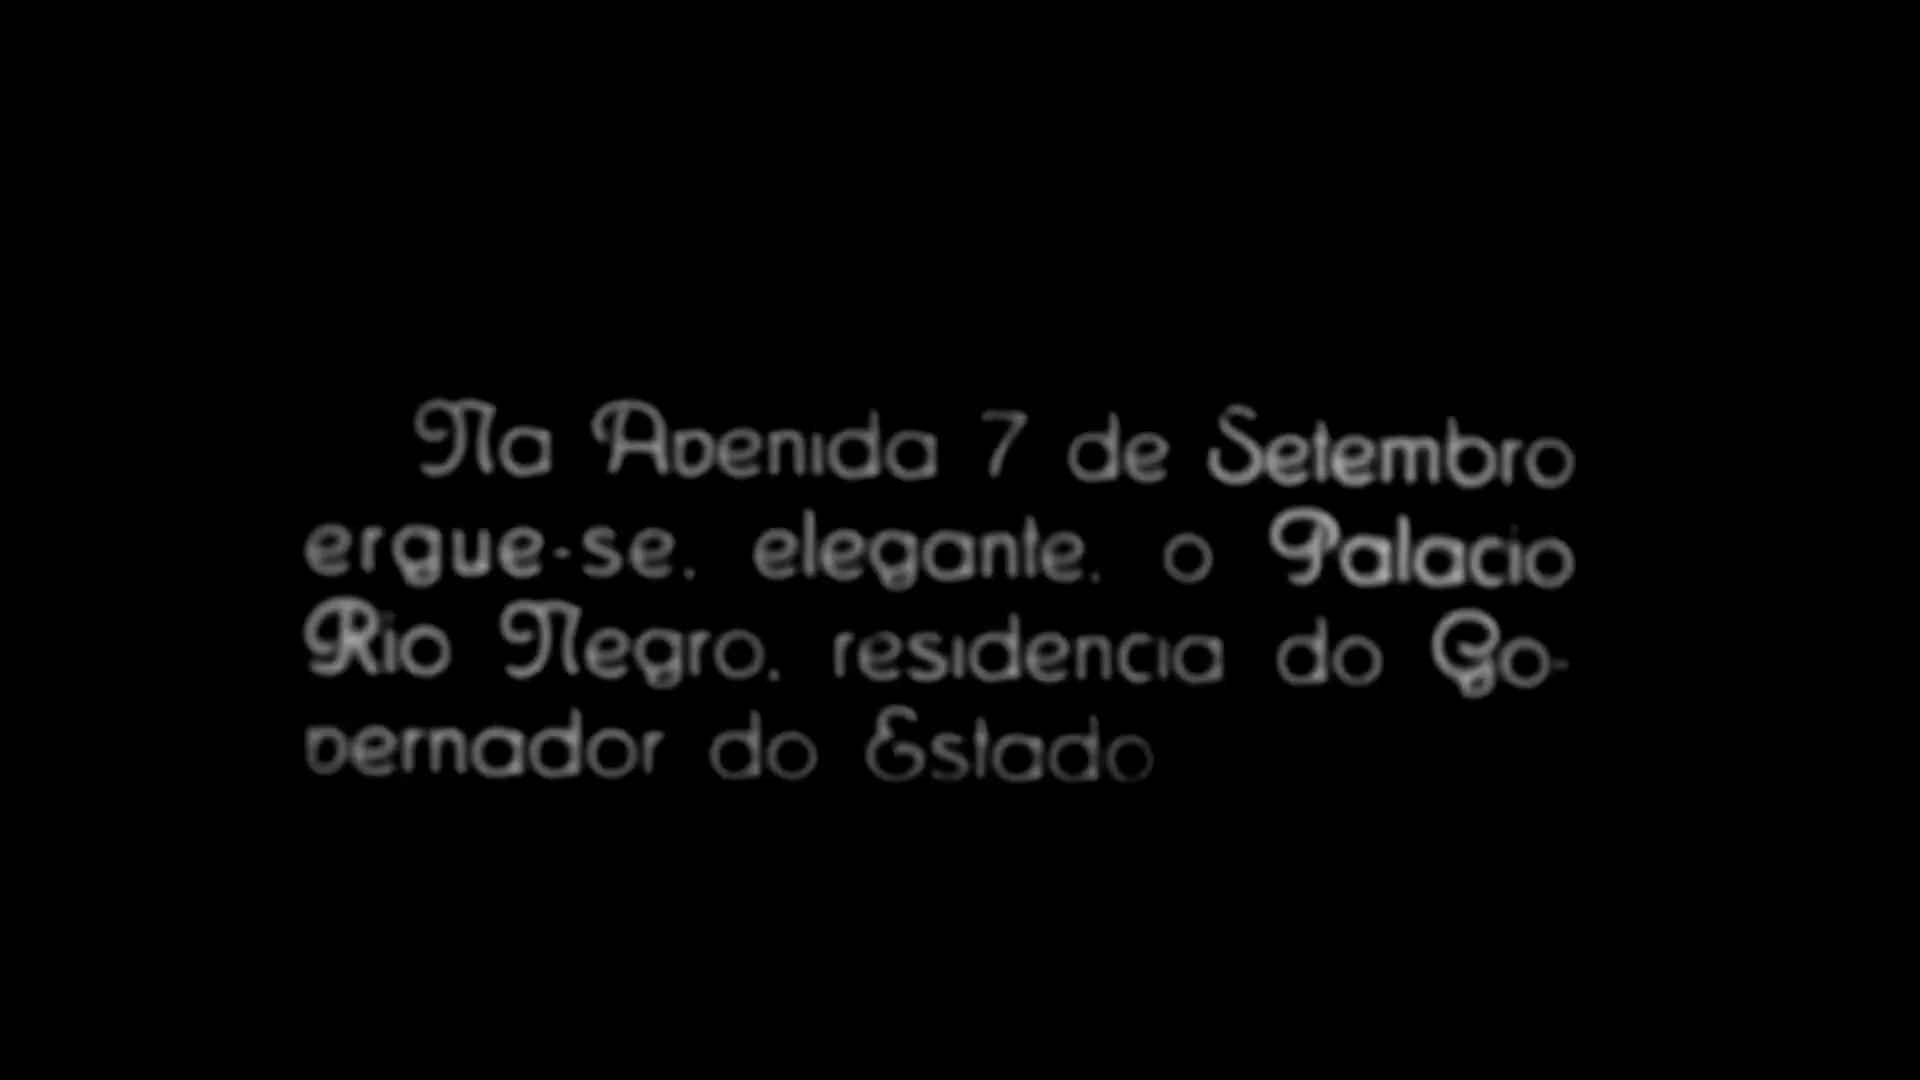 Na Avenida 7 de Setembro
ergue-se, elegante, o Palacio
Rio Negro, residencia do Go-
vernador do Estado